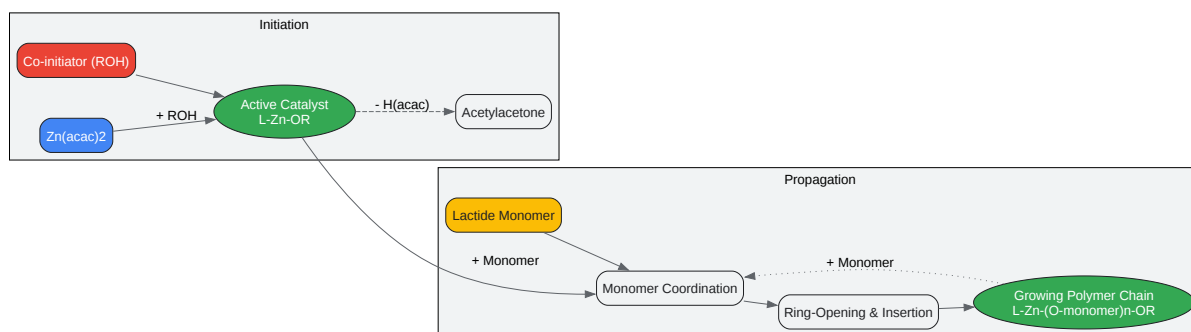 Initiation
Co-initiator (ROH)
Zn(acac)2
+ ROH
Active Catalyst
L-Zn-OR
- H(acac)
Acetylacetone
Propagation
Lactide Monomer
+ Monomer
Monomer Coordination
+ Monomer
Ring-Opening & Insertion
Growing Polymer Chain
L-Zn-(O-monomer)n-OR